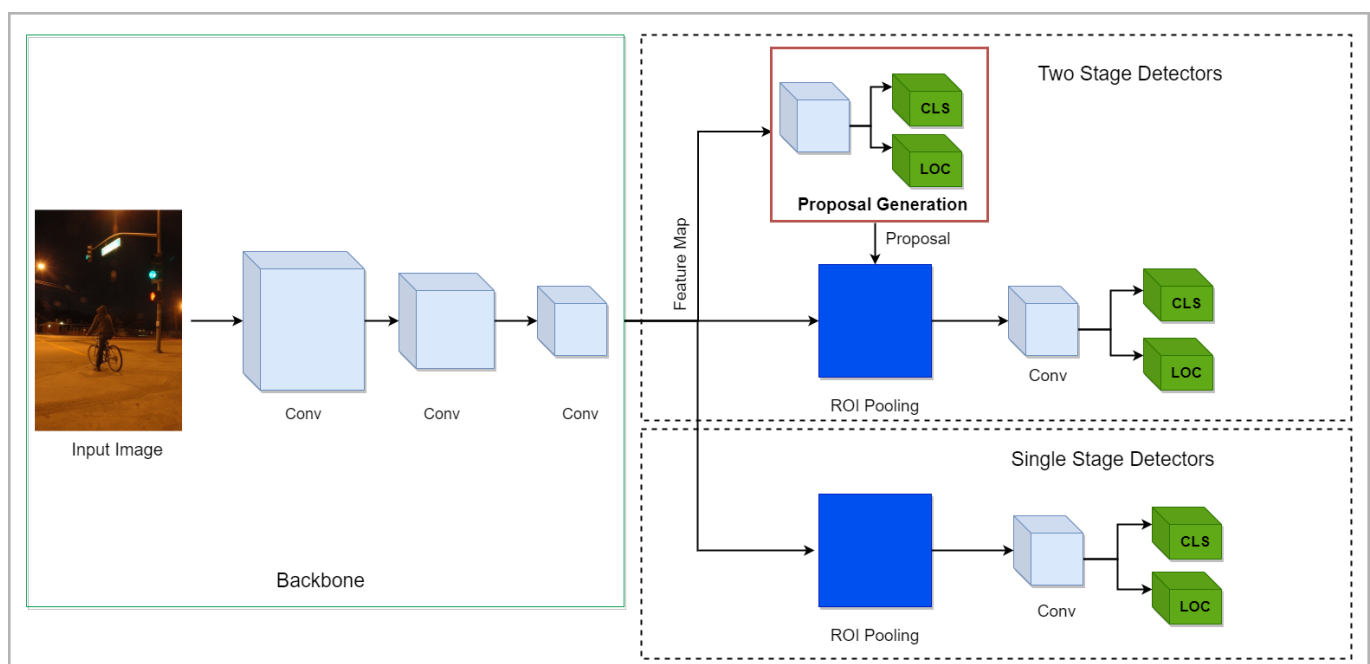 Two Stage Detectors
CLS
LOC
Proposal Generation
Proposal
Feature Map
CLS
LOC
Conv
ROI Pooling
Conv
Conv
Conv
Input Image
Backbone
Single Stage Detectors
CLS
LOC
Conv
ROI Pooling